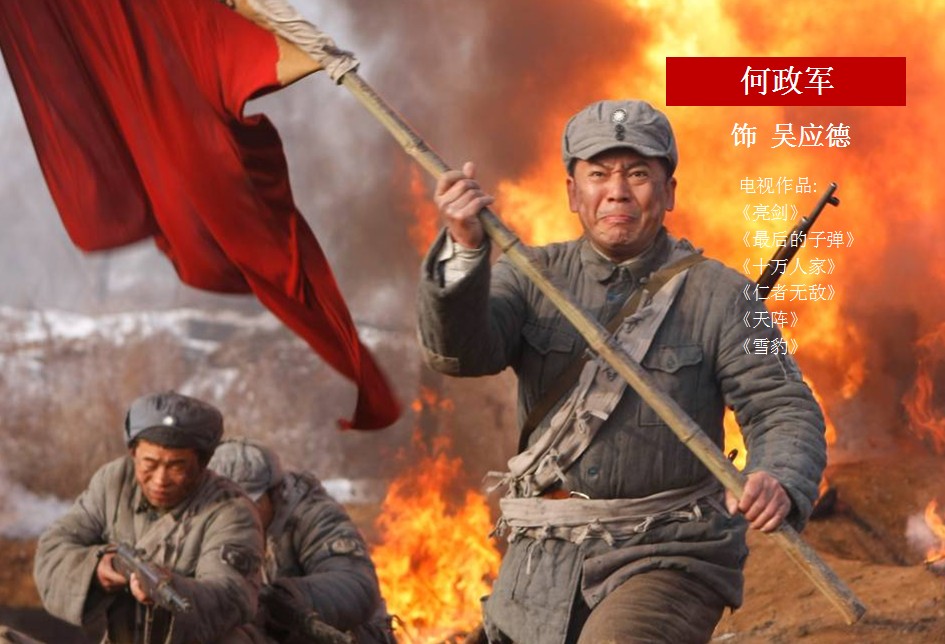 何政军
饰 吴应德
电视作品:
《亮剑》
《最后的子弹》
《十万人家》
《仁者无敌》
《天阵》
《雪豹》